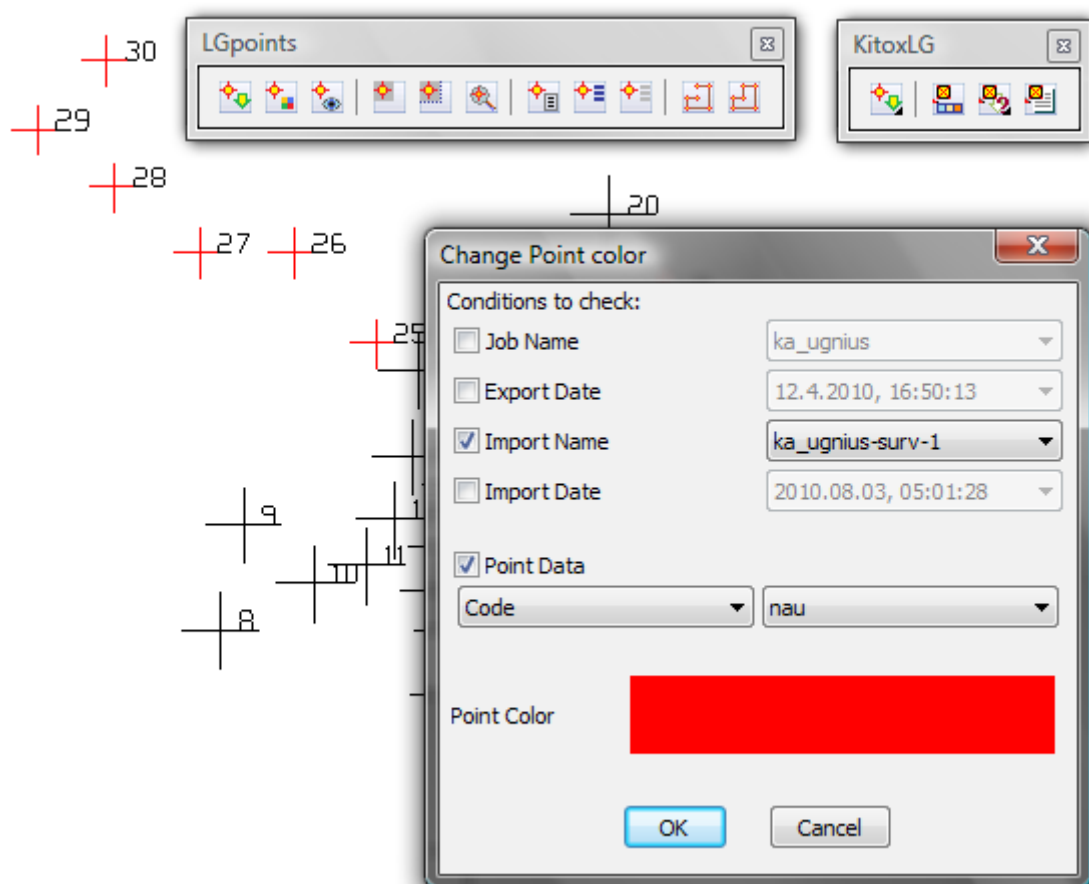 30
LGpoints
KitoxLG
29
28
20
27
26
Change Point color
Conditions to check:
25
Job Name
ka_ugnius
Export Date
12.4.2010, 16:50:13
Import Name
ka_ugnius-surv-1
Import Date
2010.08.03, 05:01:28
9
11
Point Data
10
Code
nau
8
Point Color
OK
Cancel